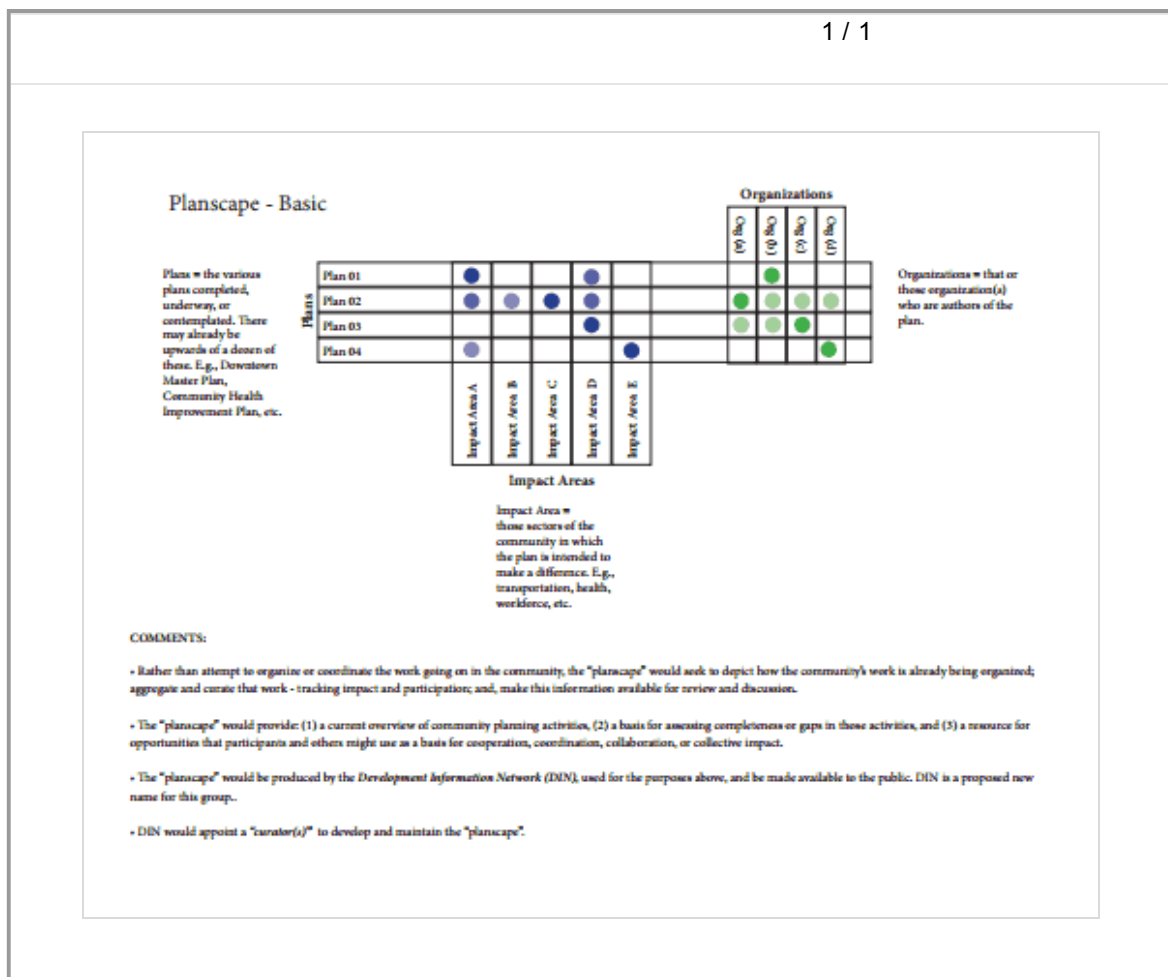 1 / 1
Planscape - Basic
Organizations
Org (a)
Org (b)
Org (c)
Org (d)
Plans = the various
plans completed,
underway, or
contemplated. There
may already be
upwards of a dozen of
these. E.g., Downtown
Master Plan,
Community Health
Improvement Plan, etc.
Plans
Plan 01
Plan 02
Plan 03
Plan 04
Organizations = that or
those organization(s)
who are authors of the
plan.
Impact Area A
Impact Area B
Impact Area C
Impact Area D
Impact Area E
Impact Areas
Impact Area =
those sectors of the
community in which
the plan is intended to
make a difference. E.g.,
transportation, health,
workforce, etc.
COMMENTS:
• Rather than attempt to organize or coordinate the work going on in the community, the "planscape" would seek to depict how the community's work is already being organized;
aggregate and curate that work - tracking impact and participation; and, make this information available for review and discussion.
• The "planscape" would provide: (1) a current overview of community planning activities, (2) a basis for assessing completeness or gaps in those activities, and (3) a resource for
opportunities that participants and others might use as a basis for cooperation, coordination, collaboration, or collective impact.
• The "planscape" would be produced by the Development Information Network (DIN), used for the purposes above, and be made available to the public. DIN is a proposed new
name for this group..
• DIN would appoint a "curator(s)" to develop and maintain the "planscape".